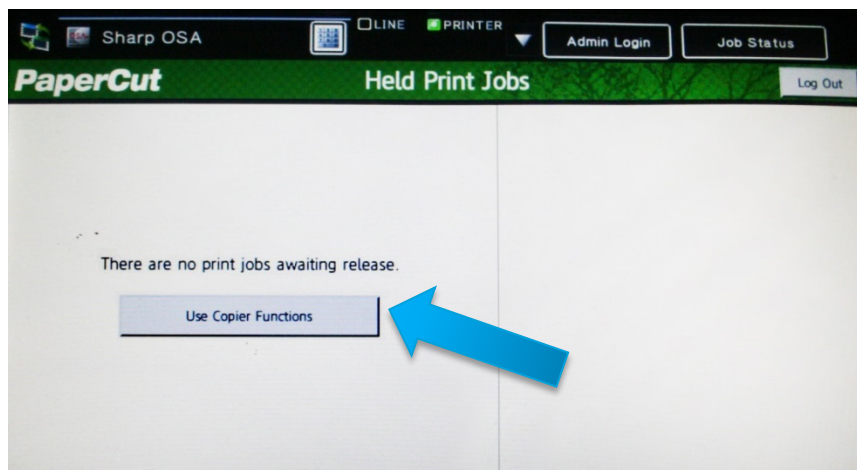 Sharp OSA
LINE
PRINTER
Admin Login
Job Status
PaperCut
Held Print Jobs
Log Out
There are no print jobs awaiting release.
Use Copier Functions